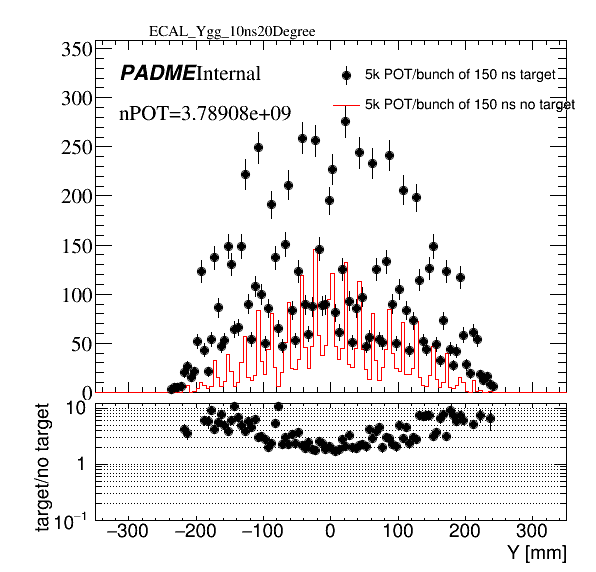 ECAL_Ygg_10ns20Degree
350
PADME Internal
5k POT/bunch of 150 ns target
300
5k POT/bunch of 150 ns no target
nPOT=3.78908e+09
250
200
150
100
50
0
target/no target
10
1
10−1
−300 −200 −100 0 100 200 300
Y [mm]